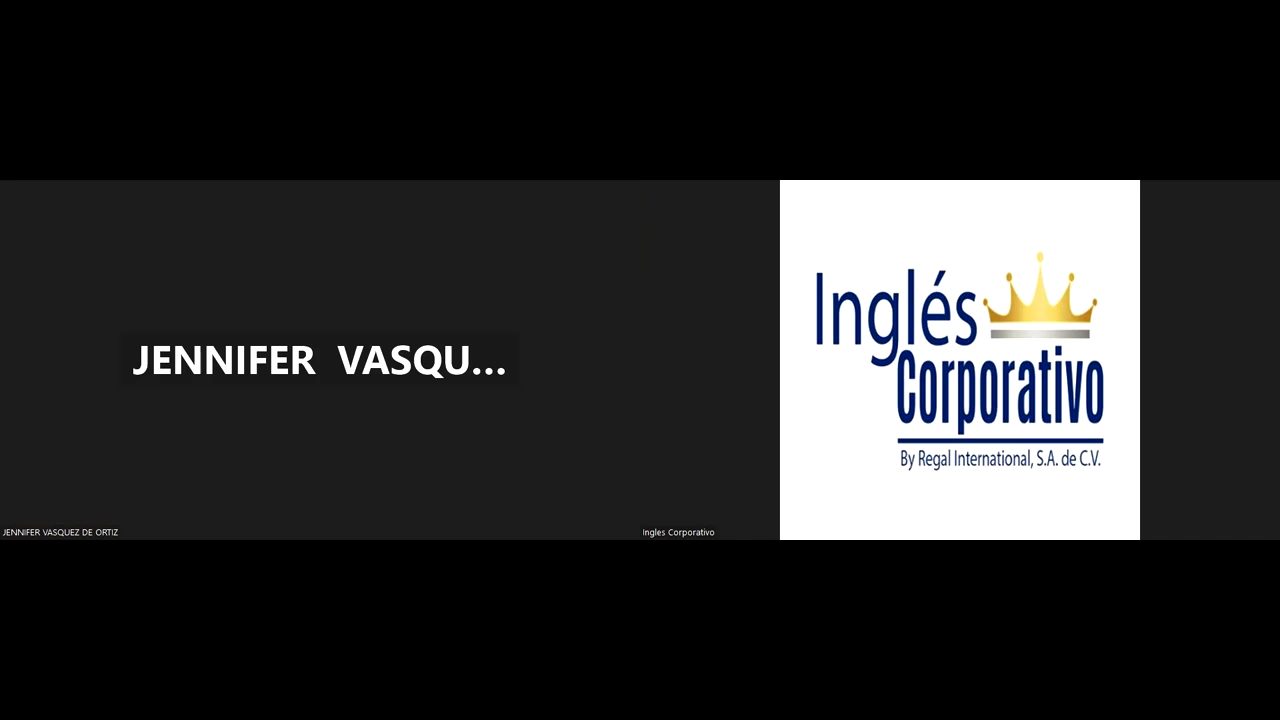 JENNIFER VASQU...
JENNIFER VASQUEZ DE ORTIZ
Inglés
Corporativo
By Regal International, S.A. de C.V.
Ingles Corporativo